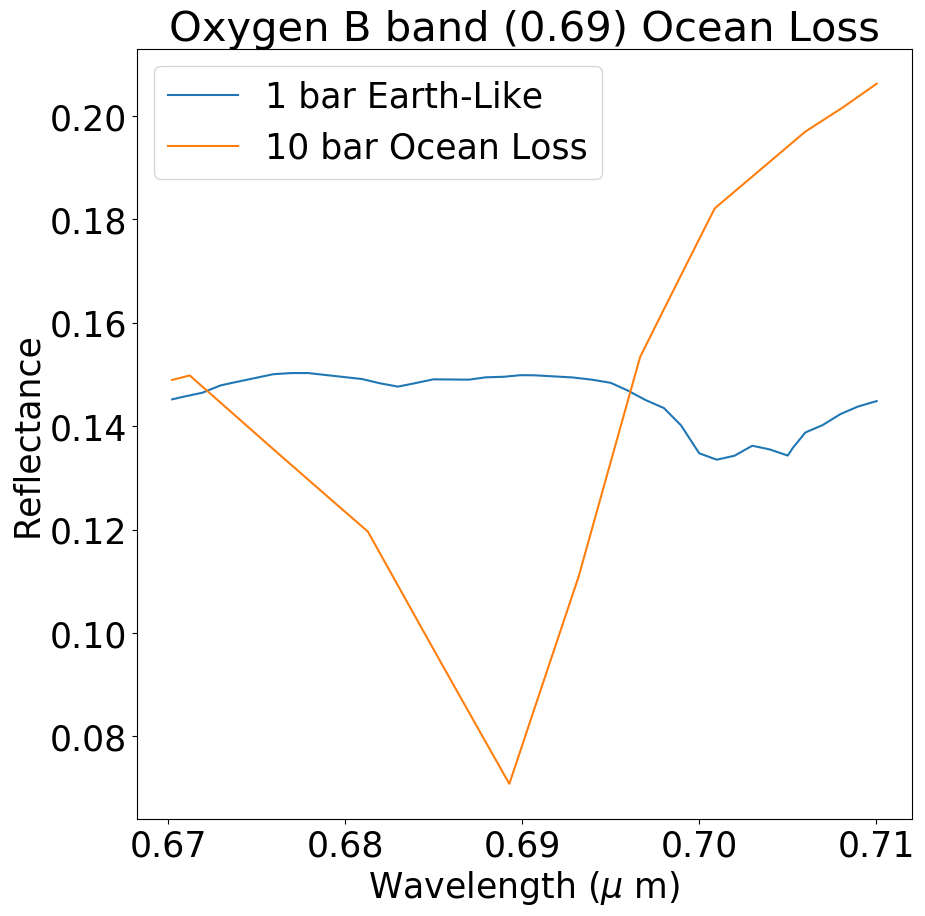 Oxygen B band (0.69) Ocean Loss
1 bar Earth-Like
10 bar Ocean Loss
Reflectance
0.20
0.18
0.16
0.14
0.12
0.10
0.08
0.67 0.68 0.69 0.70 0.71
Wavelength (μ m)